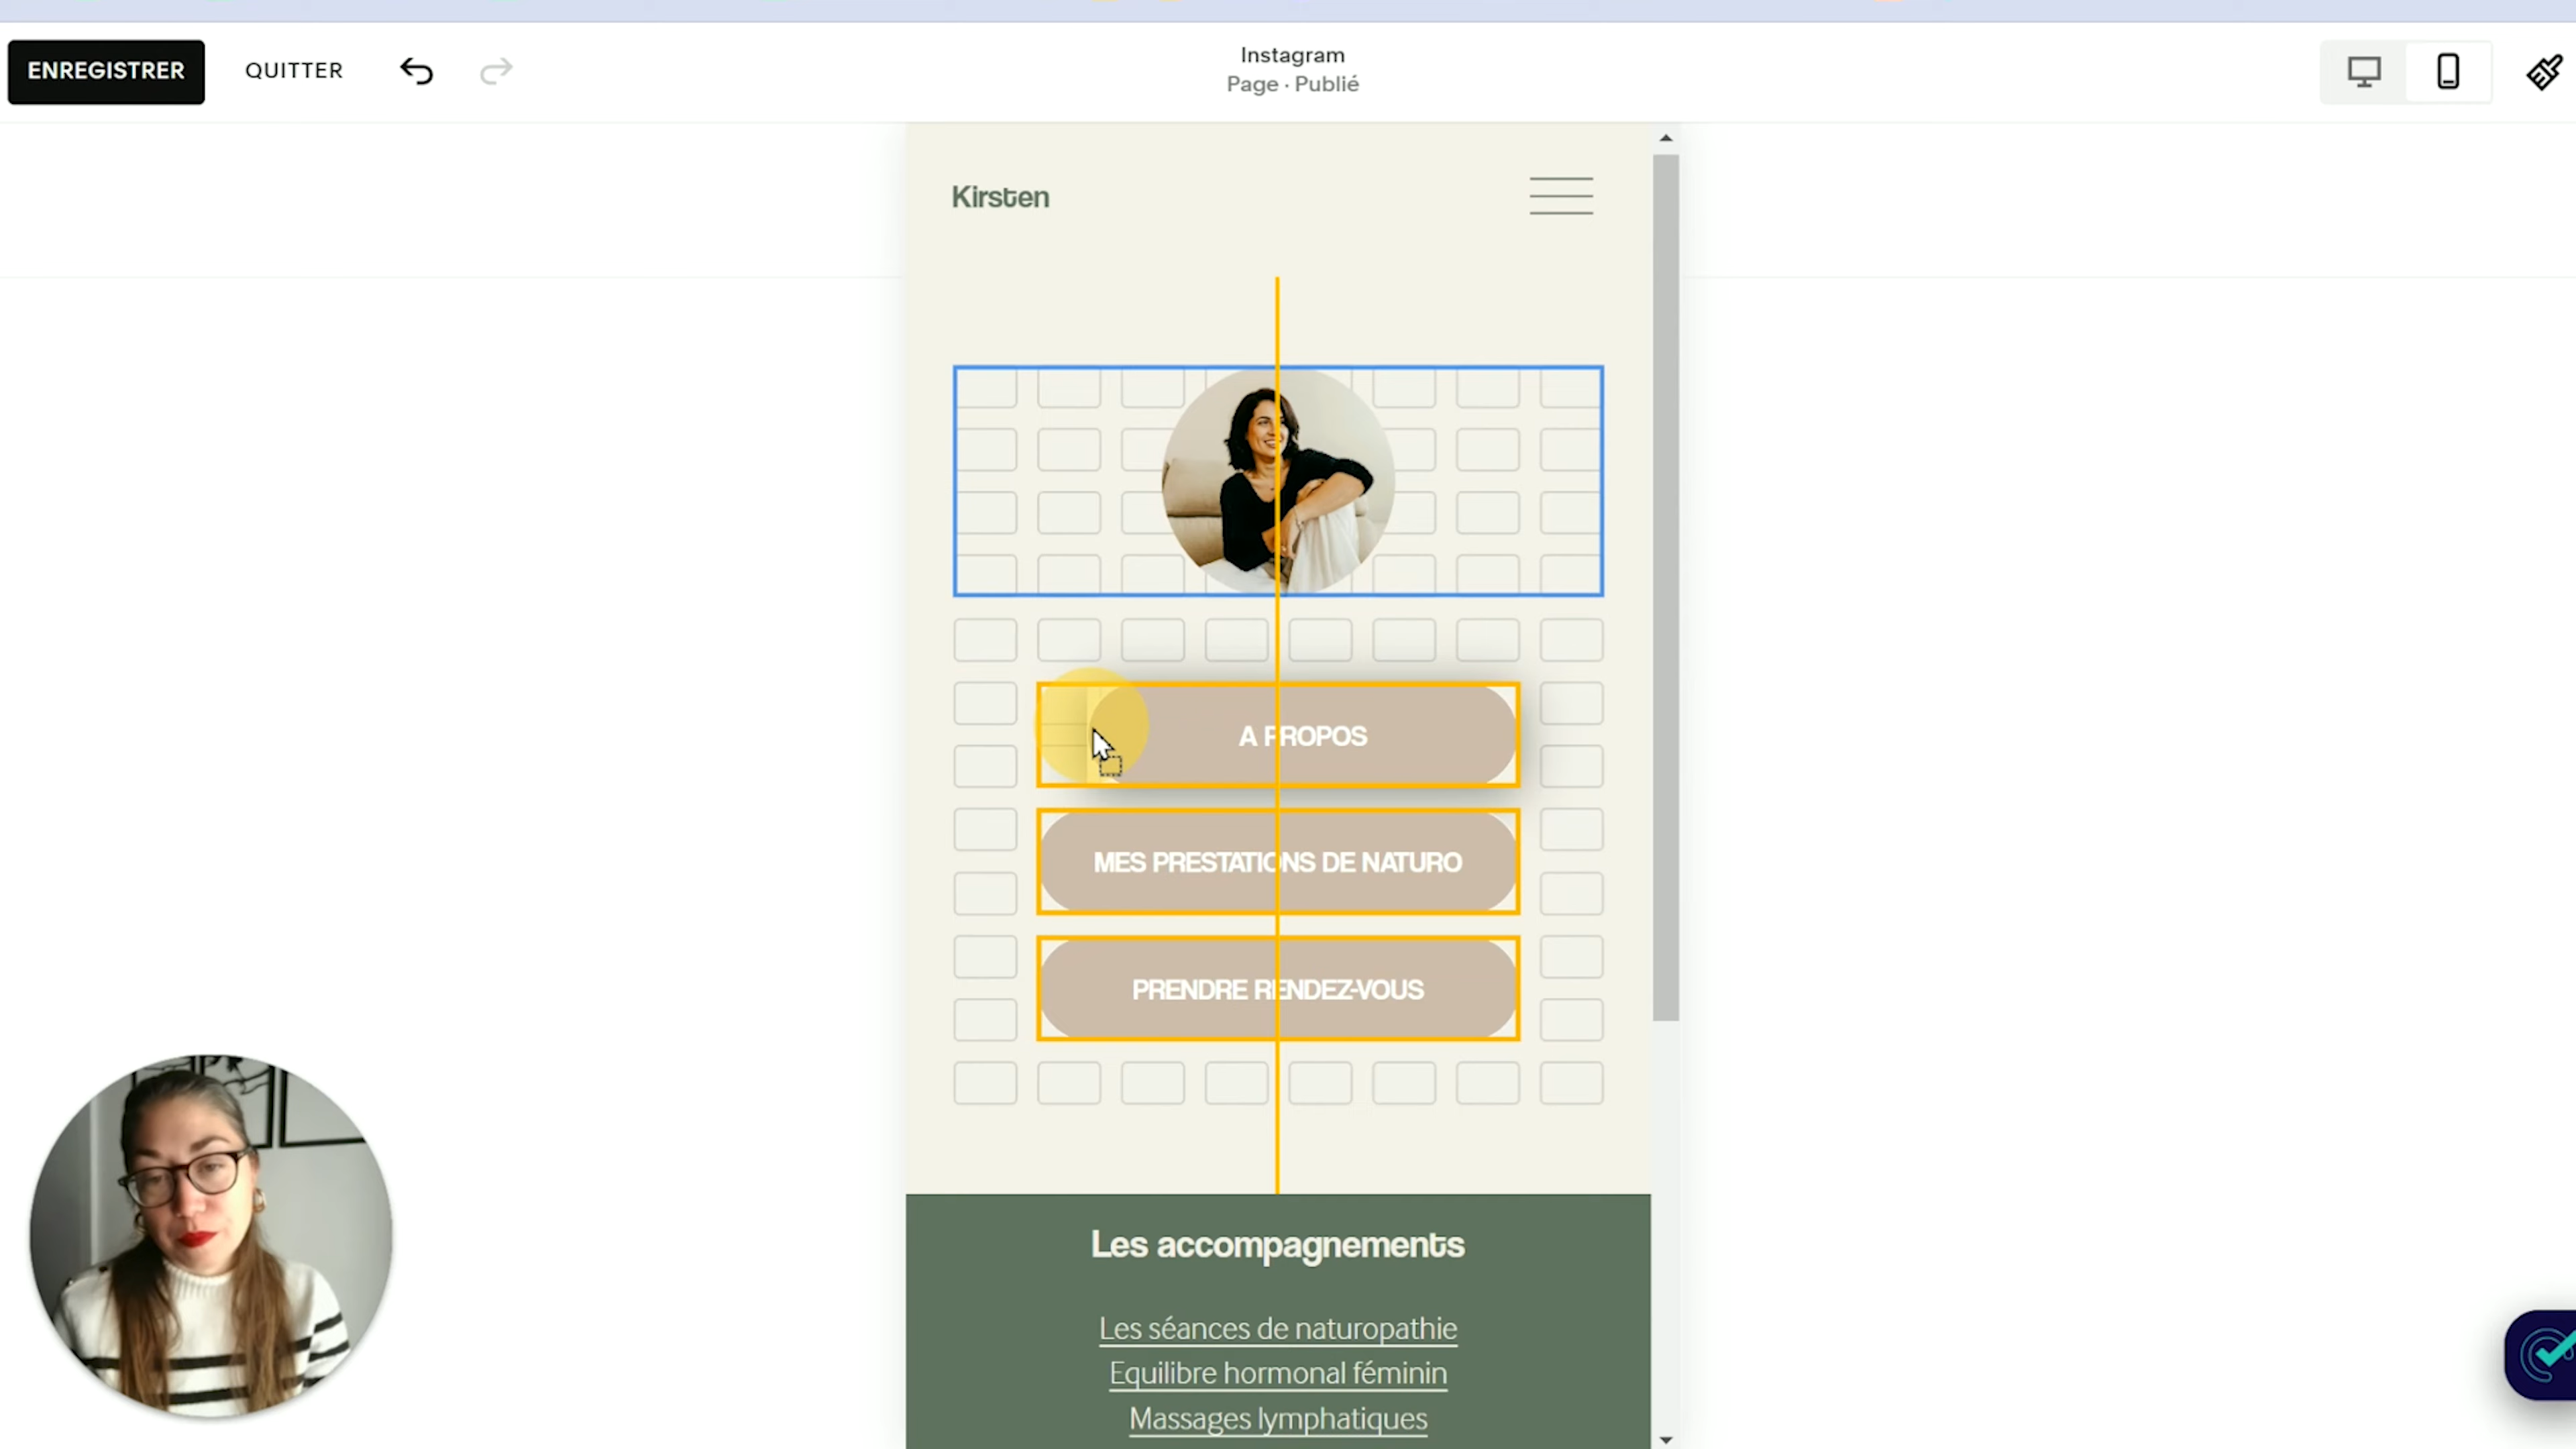 ENREGISTRER
QUITTER
Instagram
Page · Publié
Kirsten
A PROPOS
MES PRESTATIONS DE NATURO
PRENDRE RENDEZ-VOUS
Les accompagnements
Les séances de naturopathie
Equilibre hormonal féminin
Massages lymphatiques